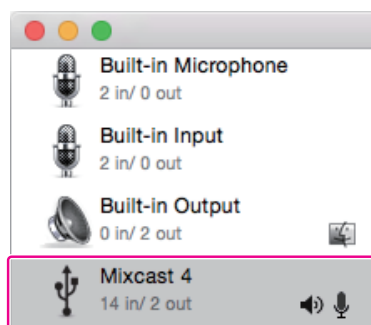 Built-in Microphone
2 in/ 0 out
Built-in Input
2 in/ 0 out
Built-in Output
0 in/ 2 out
Mixcast 4
14 in/ 2 out